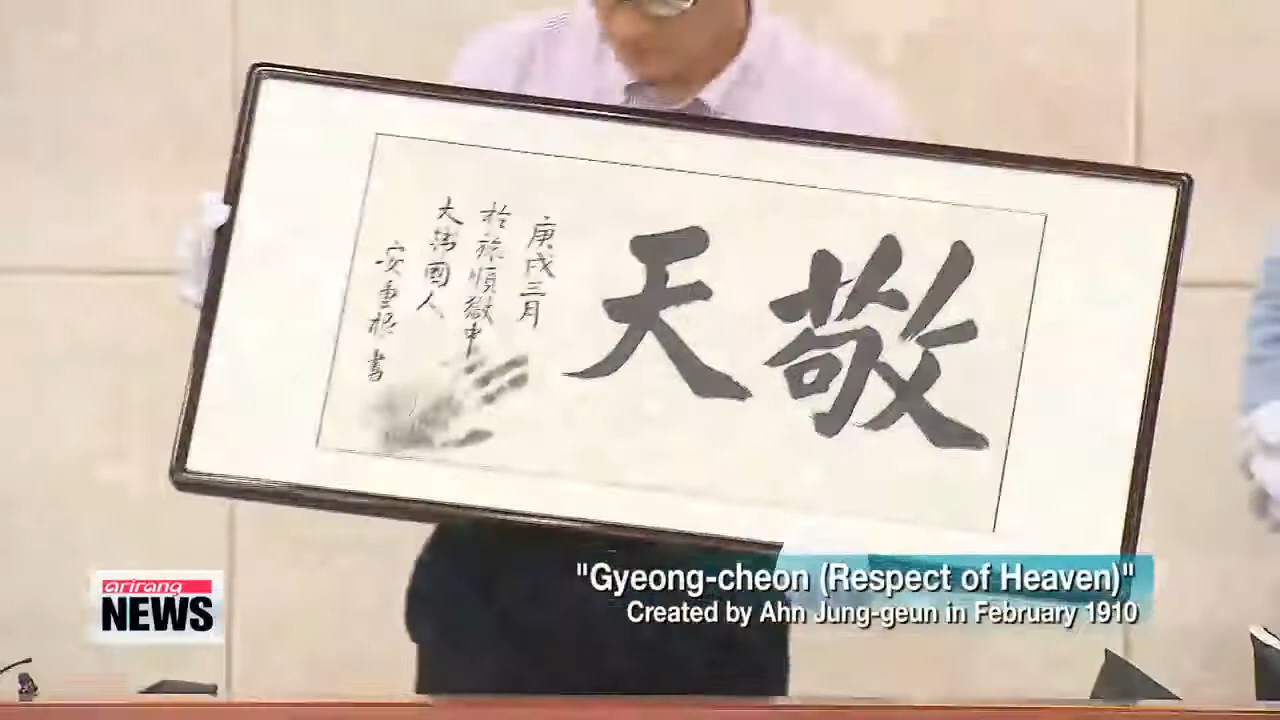 敬天
庚戌三月
於旅順獄中
大韓國人
安重根書
"Gyeong-cheon (Respect of Heaven)"
Created by Ahn Jung-geun in February 1910
arirang
NEWS